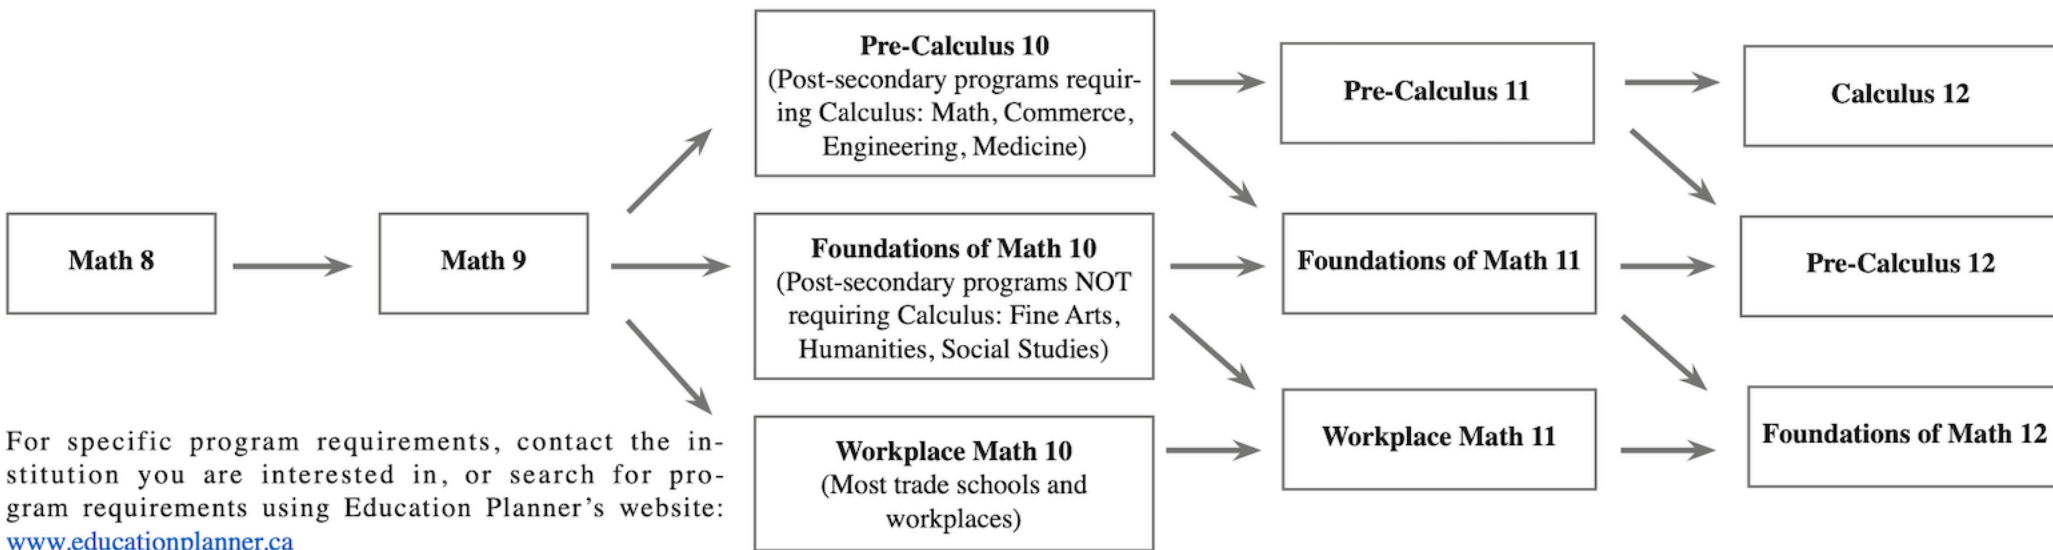 Pre-Calculus 10
(Post-secondary programs requir-
ing Calculus: Math, Commerce,
Engineering, Medicine)
Pre-Calculus 11
Calculus 12
Math 8
Math 9
Foundations of Math 10
(Post-secondary programs NOT
requiring Calculus: Fine Arts,
Humanities, Social Studies)
Foundations of Math 11
Pre-Calculus 12
Workplace Math 10
(Most trade schools and
workplaces)
Workplace Math 11
Foundations of Math 12
For specific program requirements, contact the in-
stitution you are interested in, or search for pro-
gram requirements using Education Planner's website:
www.educationplanner.ca